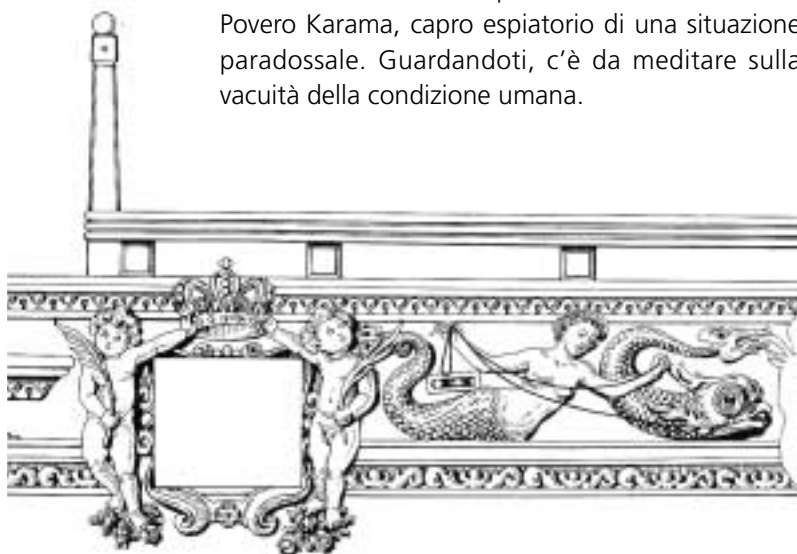 Povero Karama, capro espiatorio di una situazione
paradossale. Guardandoti, c’è da meditare sulla
vacuità della condizione umana.